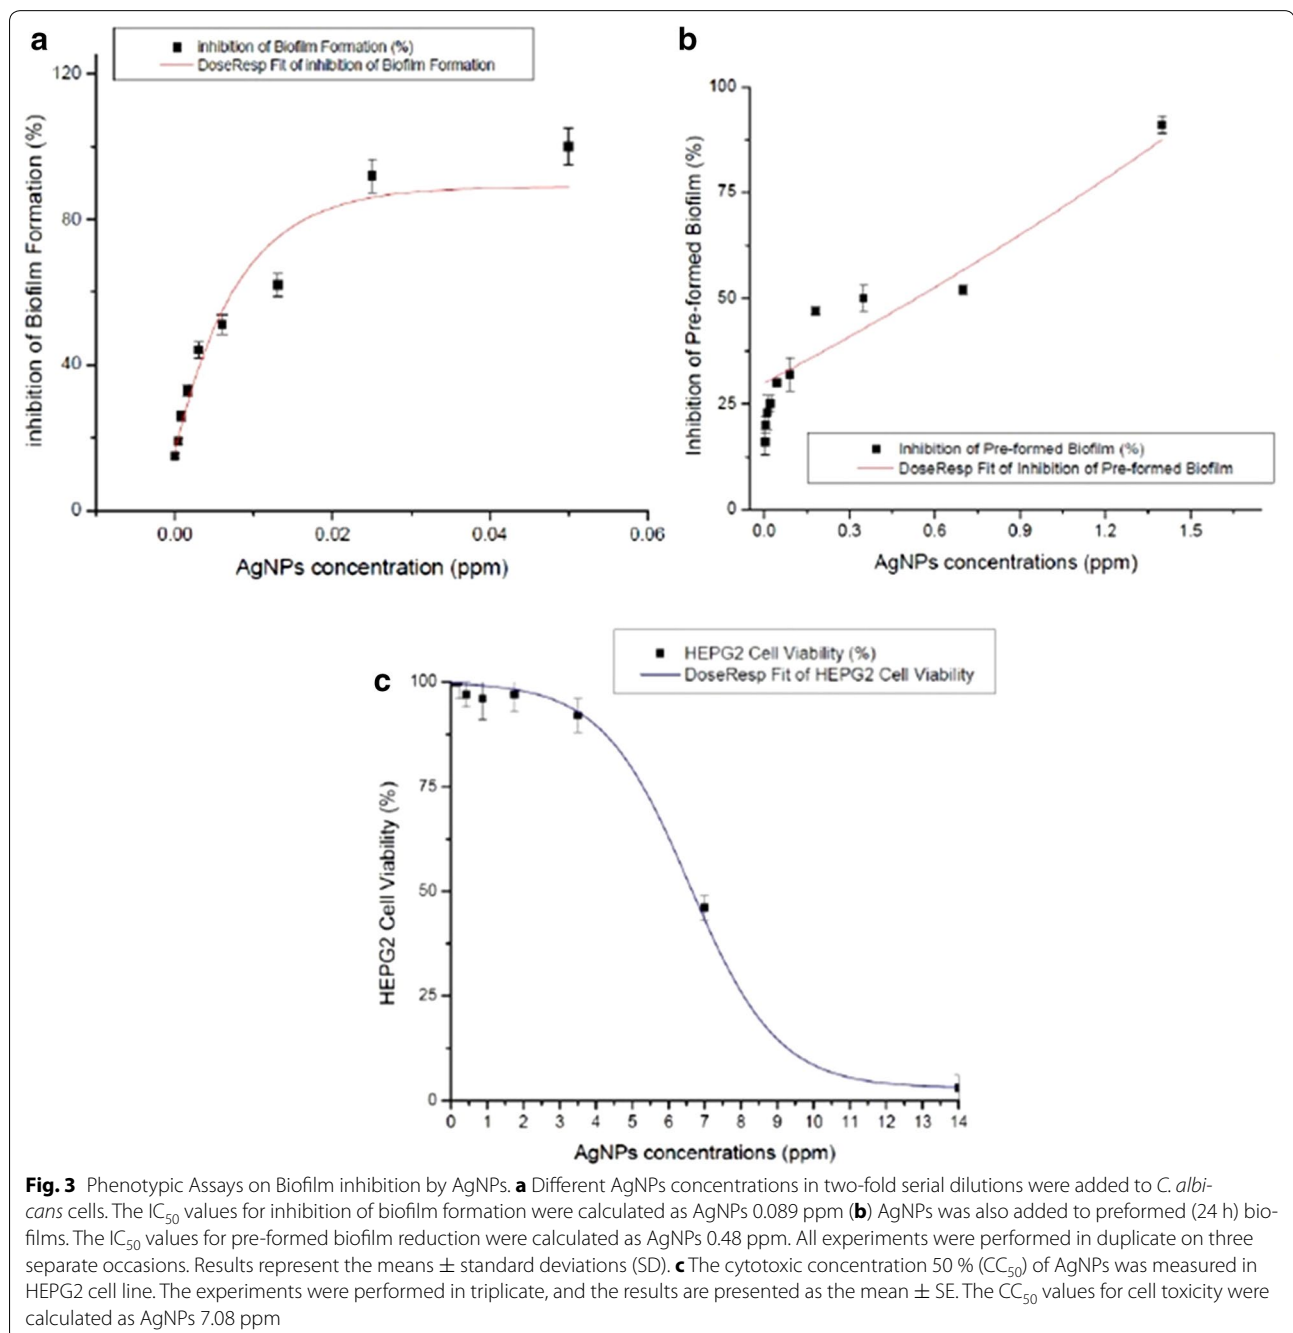 a
inhibition of Biofilm Formation (%)
DoseResp Fit of inhibition of Biofilm Formation
120
80
40
0
inhibition of Biofilm Formation (%)
0.00 0.02 0.04 0.06
AgNPs concentration (ppm)
b
100
75
50
25
0
Inhibition of Pre-formed Biofilm (%)
Inhibition of Pre-formed Biofilm (%)
DoseResp Fit of Inhibition of Pre-formed Biofilm
0.0 0.3 0.6 0.9 1.2 1.5
AgNPs concentrations (ppm)
HEPG2 Cell Viability (%)
DoseResp Fit of HEPG2 Cell Viability
c
100
75
50
25
0
HEPG2 Cell Viability (%)
0 1 2 3 4 5 6 7 8 9 10 11 12 13 14
AgNPs concentrations (ppm)
Fig. 3 Phenotypic Assays on Biofilm inhibition by AgNPs. a Different AgNPs concentrations in two-fold serial dilutions were added to C. albi-
cans cells. The IC50 values for inhibition of biofilm formation were calculated as AgNPs 0.089 ppm (b) AgNPs was also added to preformed (24 h) bio-
films. The IC50 values for pre-formed biofilm reduction were calculated as AgNPs 0.48 ppm. All experiments were performed in duplicate on three
separate occasions. Results represent the means ± standard deviations (SD). c The cytotoxic concentration 50 % (CC50) of AgNPs was measured in
HEPG2 cell line. The experiments were performed in triplicate, and the results are presented as the mean ± SE. The CC50 values for cell toxicity were
calculated as AgNPs 7.08 ppm